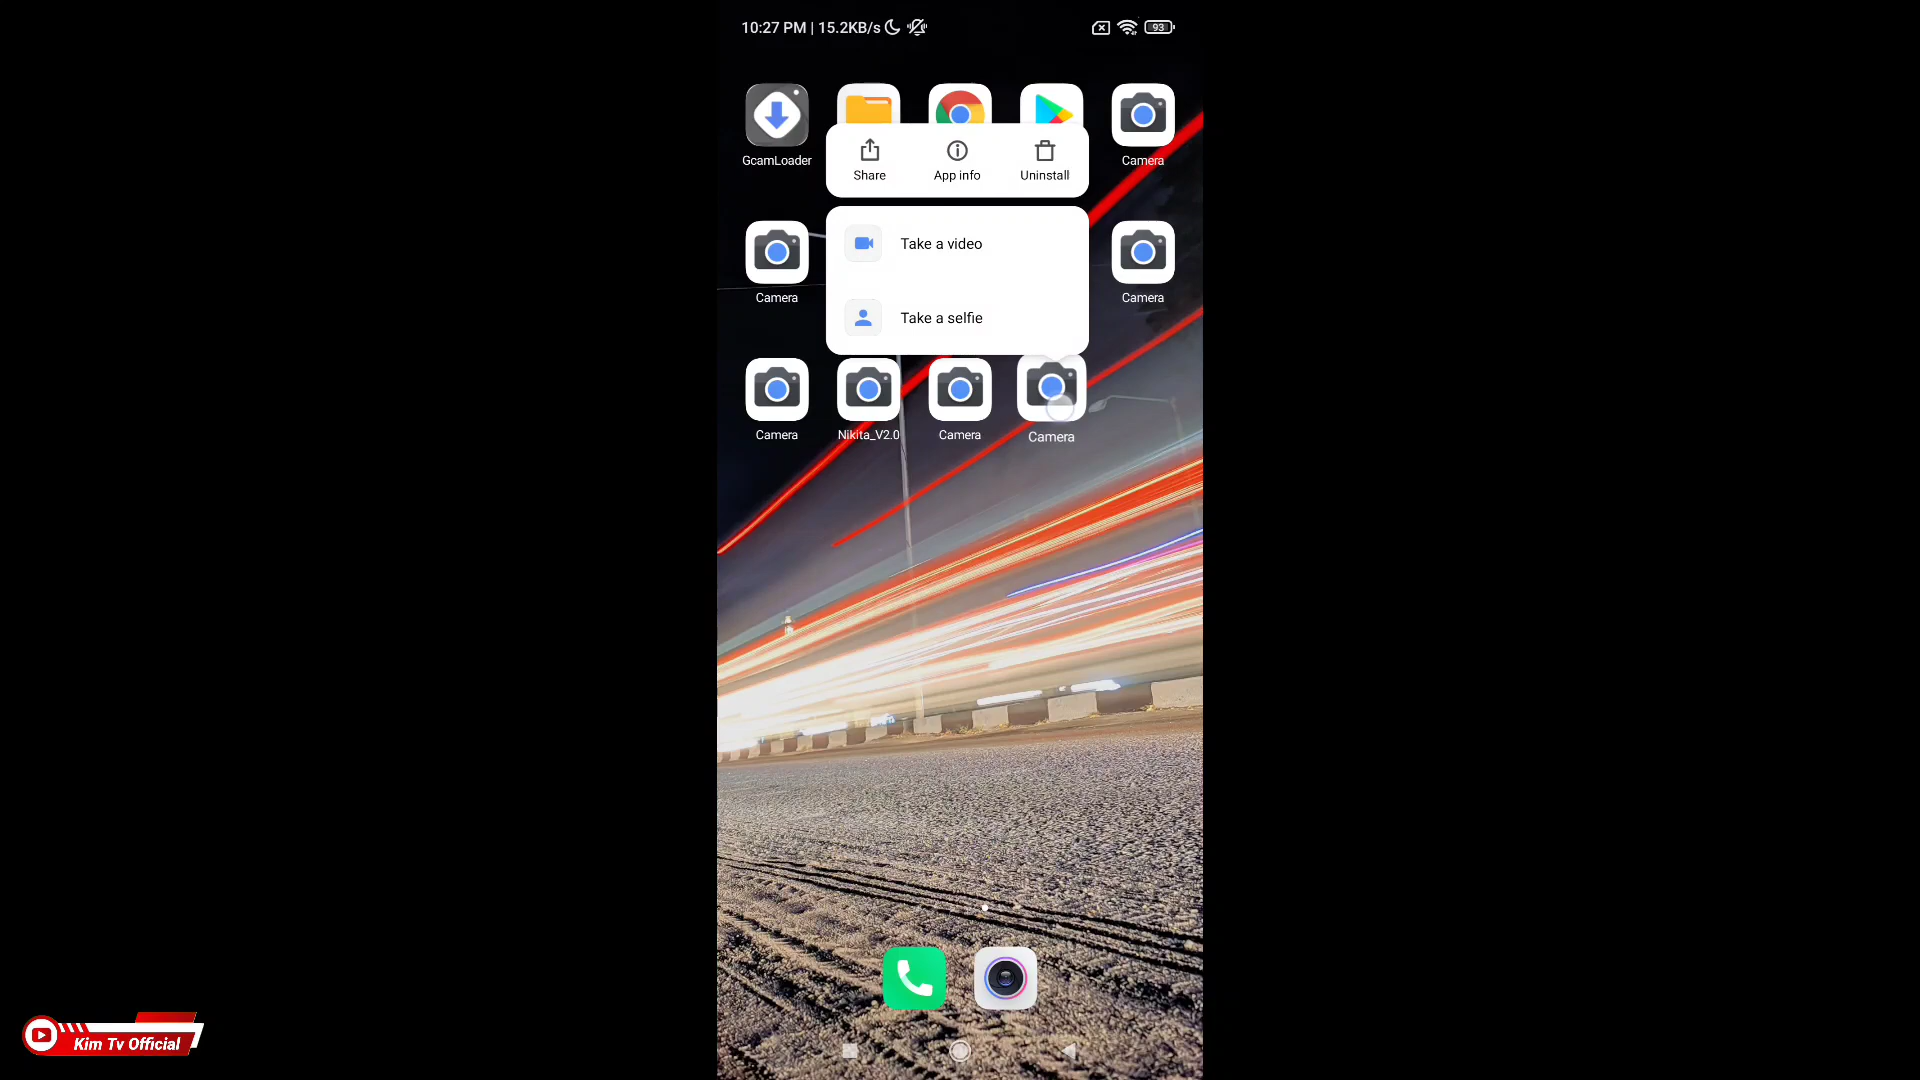 10:27 PM | 15.2KB/s
93
GcamLoader
Camera
Share
App info
Uninstall
Take a video
Take a selfie
Camera
Camera
Camera
Nikita_V2.0
Camera
Camera
Kim Tv Official